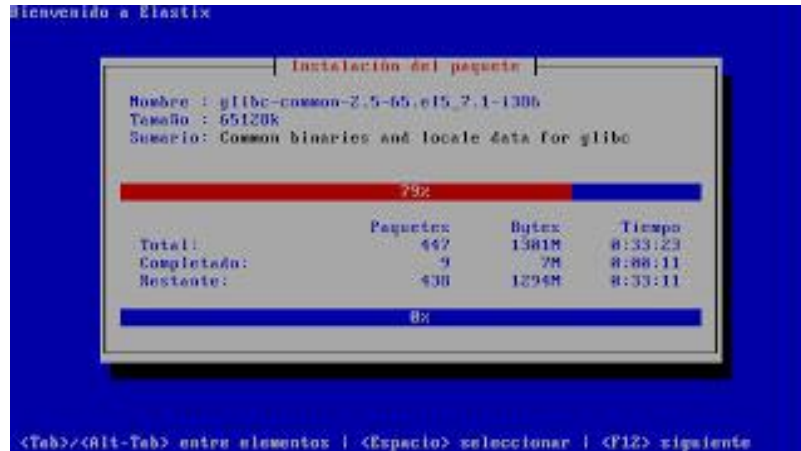 Bienvenido a Elastix
Instalación del paquete
Nombre : glibc-common-2.5-65.el5_7.1-i386
Tamaño : 65120k
Sumario: Common binaries and locale data for glibc
79%
Paquetes Bytes Tiempo
Total: 447 1301M 0:33:23
Completado: 9 7M 0:00:11
Restante: 438 1294M 0:33:11
0%
<Tab>/<Alt-Tab> entre elementos | <Espacio> seleccionar | <F12> siguiente